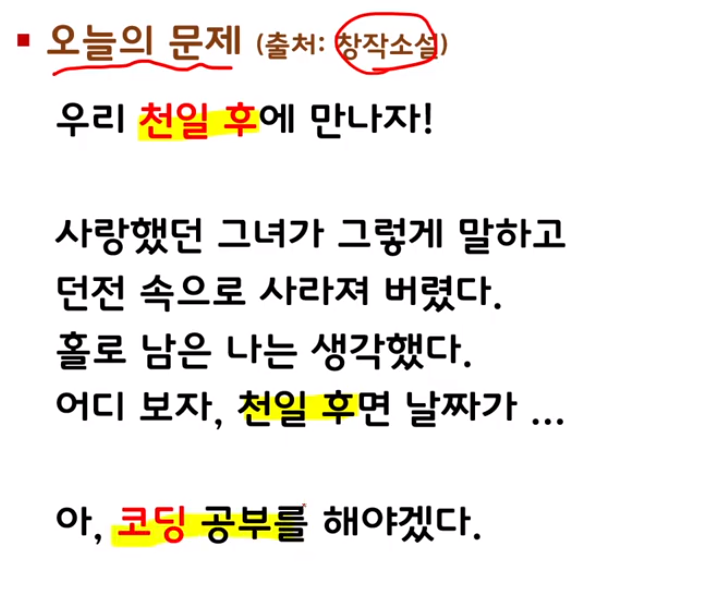 ▪ 오늘의 문제 (출처: 창작소설)
우리 천일 후에 만나자!
사랑했던 그녀가 그렇게 말하고
던전 속으로 사라져 버렸다.
홀로 남은 나는 생각했다.
어디 보자, 천일 후면 날짜가 ...
아, 코딩 공부를 해야겠다.